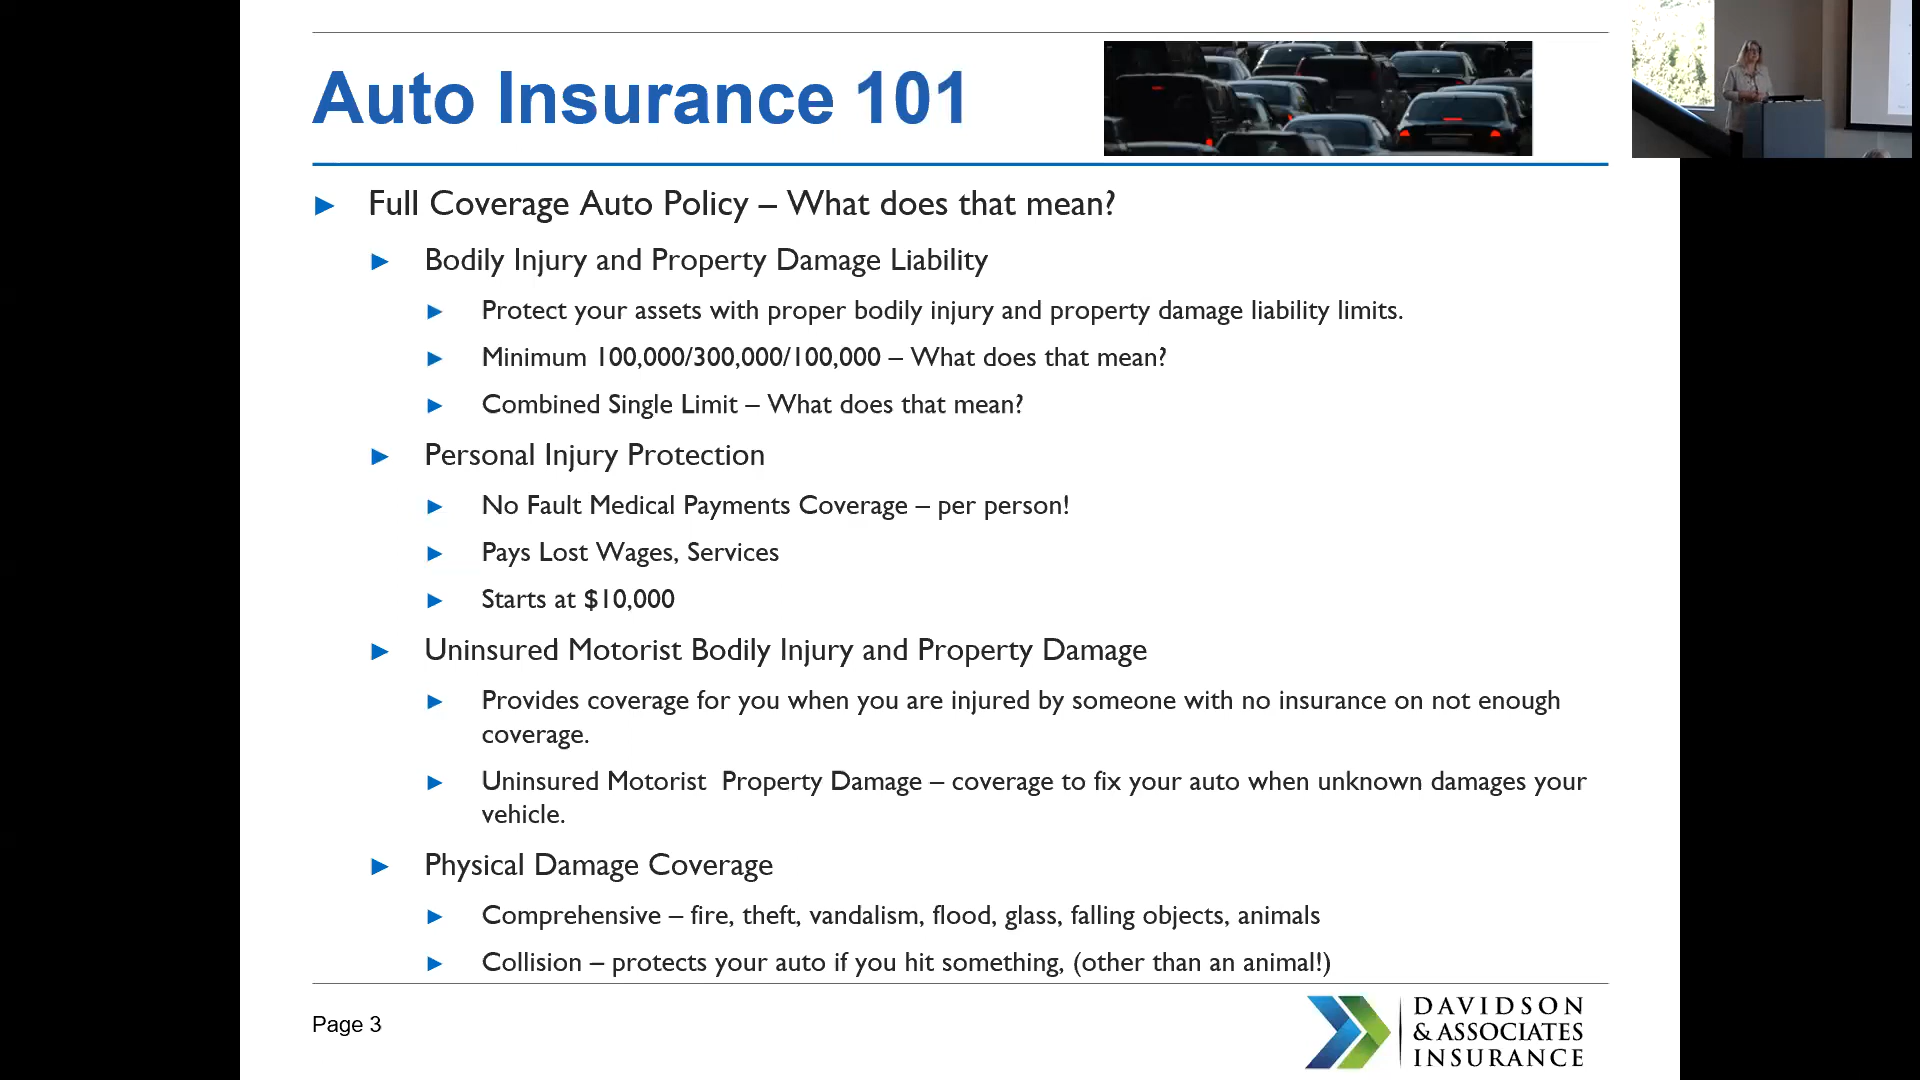 Auto Insurance 101
Full Coverage Auto Policy – What does that mean?
Bodily Injury and Property Damage Liability
Protect your assets with proper bodily injury and property damage liability limits.
Minimum 100,000/300,000/100,000 – What does that mean?
Combined Single Limit – What does that mean?
Personal Injury Protection
No Fault Medical Payments Coverage – per person!
Pays Lost Wages, Services
Starts at $10,000
Uninsured Motorist Bodily Injury and Property Damage
Provides coverage for you when you are injured by someone with no insurance on not enough
coverage.
Uninsured Motorist  Property Damage – coverage to fix your auto when unknown damages your
vehicle.
Physical Damage Coverage
Comprehensive – fire, theft, vandalism, flood, glass, falling objects, animals
Collision – protects your auto if you hit something, (other than an animal!)
Page 3
DAVIDSON
& ASSOCIATES
INSURANCE